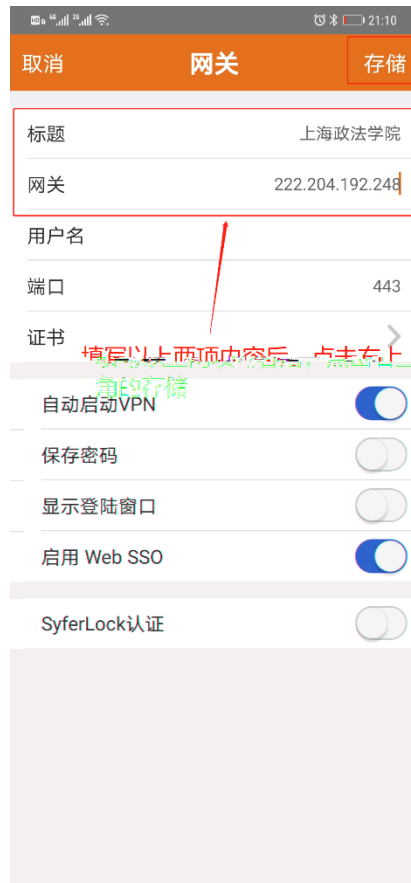 21:10
取消 网关 存储
标题 上海政法学院
网关 222.204.192.248
用户名
端口 443
证书
填写以上两项内容后，点击右上
角的存储
自动启动VPN
保存密码
显示登陆窗口
启用 Web SSO
SyferLock认证